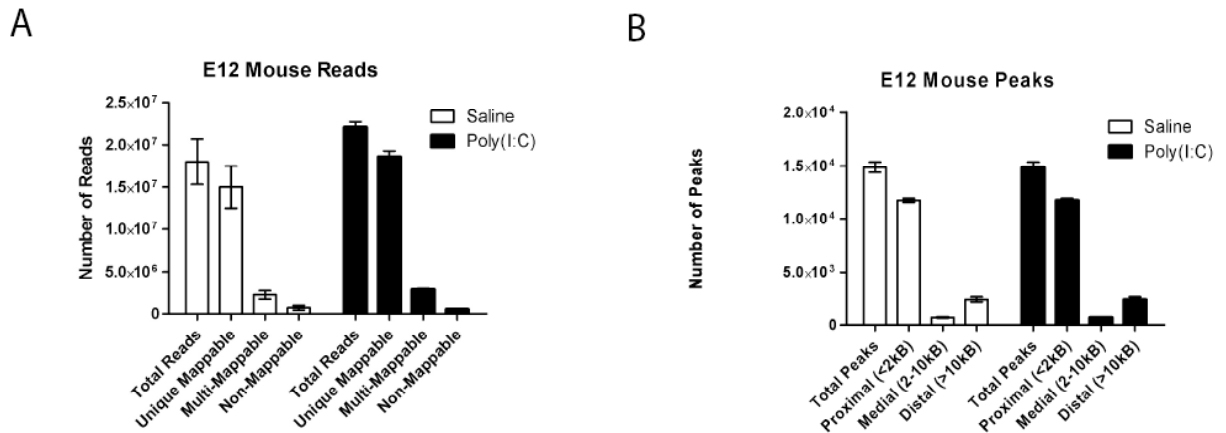 A
E12 Mouse Reads
Number of Reads
2.5×10⁷
2.0×10⁷
1.5×10⁷
1.0×10⁷
5.0×10⁶
0
Saline
Poly(I:C)
Total Reads
Unique Mappable
Multi-Mappable
Non-Mappable
Total Reads
Unique Mappable
Multi-Mappable
Non-Mappable
B
E12 Mouse Peaks
Number of Peaks
2.0×10⁴
1.5×10⁴
1.0×10⁴
5.0×10³
0
Saline
Poly(I:C)
Total Peaks
Proximal (<2kB)
Medial (2-10kB)
Distal (>10kB)
Total Peaks
Proximal (<2kB)
Medial (2-10kB)
Distal (>10kB)